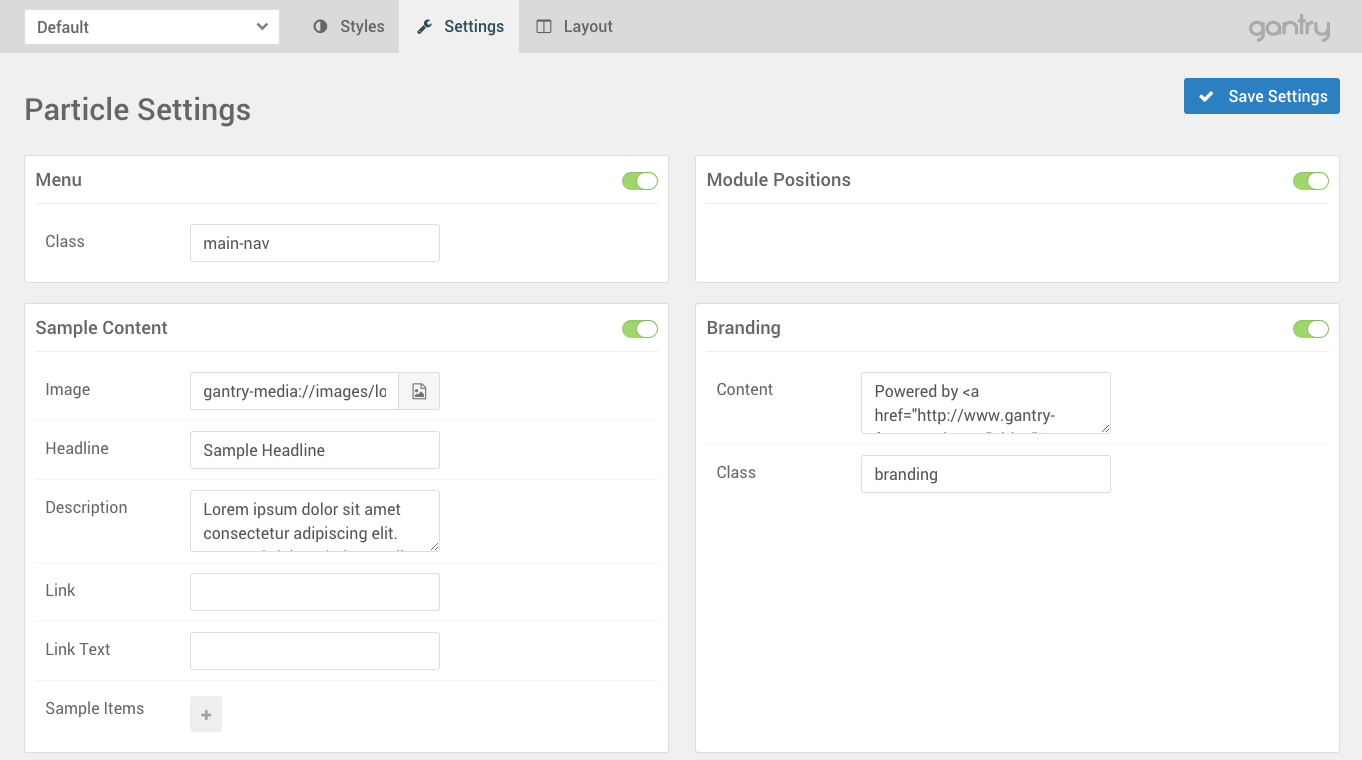 Default
Styles
Settings
Layout
gantry
Particle Settings
Save Settings
Menu
Class
main-nav
Module Positions
Sample Content
Image
gantry-media://images/lo
Headline
Sample Headline
Description
Lorem ipsum dolor sit amet
consectetur adipiscing elit.
Link
Link Text
Sample Items
Branding
Content
Powered by <a
href="http://www.gantry-
Class
branding